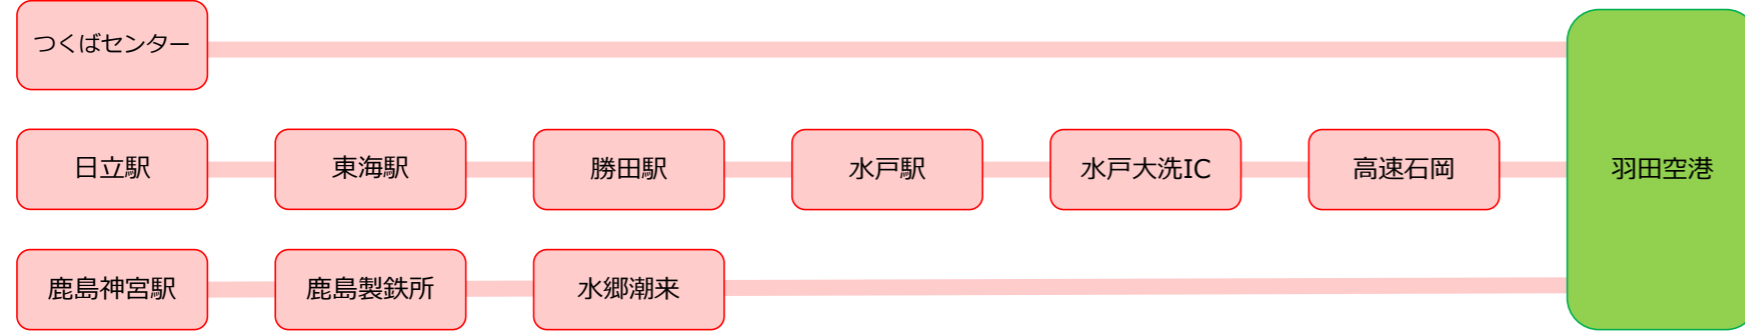 つくばセンター
日立駅
東海駅
勝田駅
水戸駅
水戸大洗IC
高速石岡
羽田空港
鹿島神宮駅
鹿島製鉄所
水郷潮来